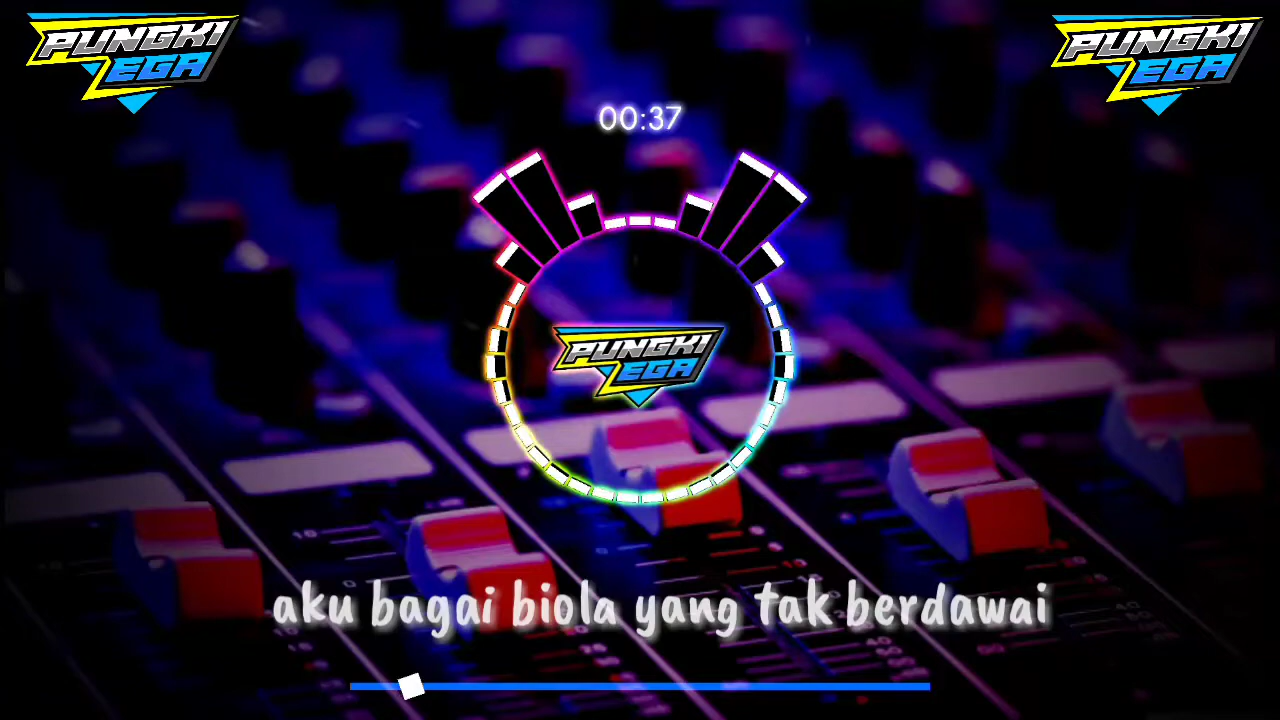 PUNGKI
EGA
PUNGKI
EGA
00:37
PUNGKI
EGA
aku bagai biola yang tak berdawai